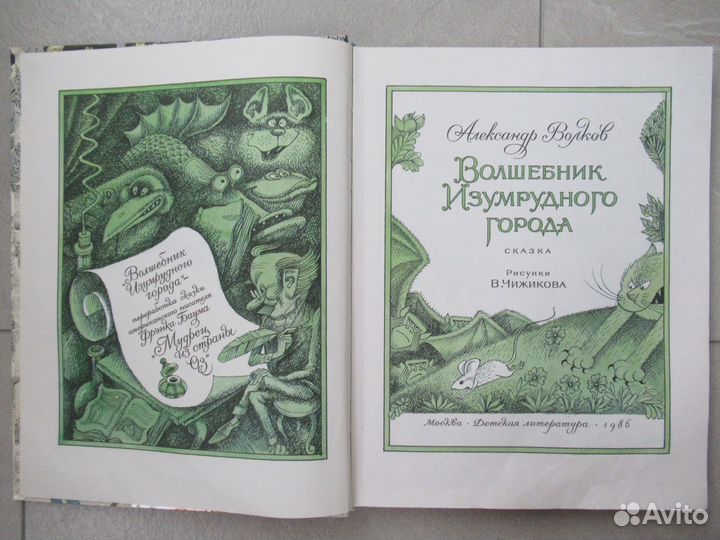 „Волшебник
Изумрудного
города“ –
переработка сказки
американского писателя
Фрэнка Баума
„Мудрец
из страны
Оз“
Александр Волков
Волшебник
Изумрудного
города
СКАЗКА
Рисунки
В. Чижикова
Москва · Детская литература · 1986
Avito